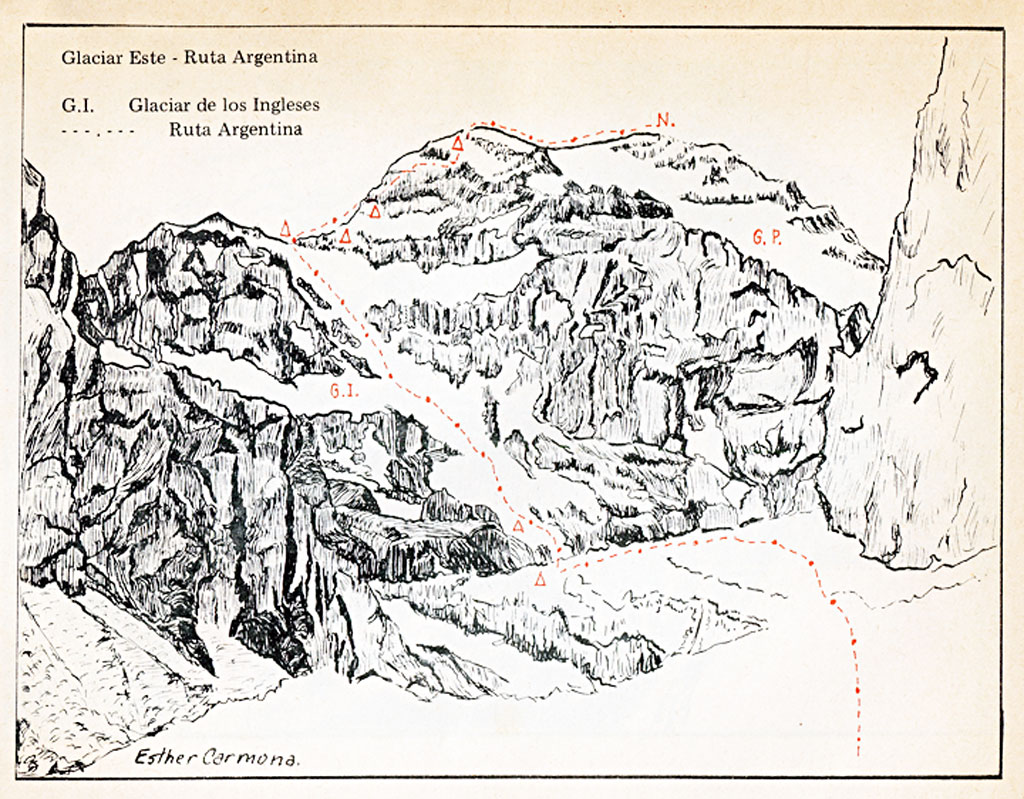 Glaciar Este - Ruta Argentina
G.I. Glaciar de los Ingleses
---.--- Ruta Argentina
N.
G.P.
G.I.
Esther Carmona.